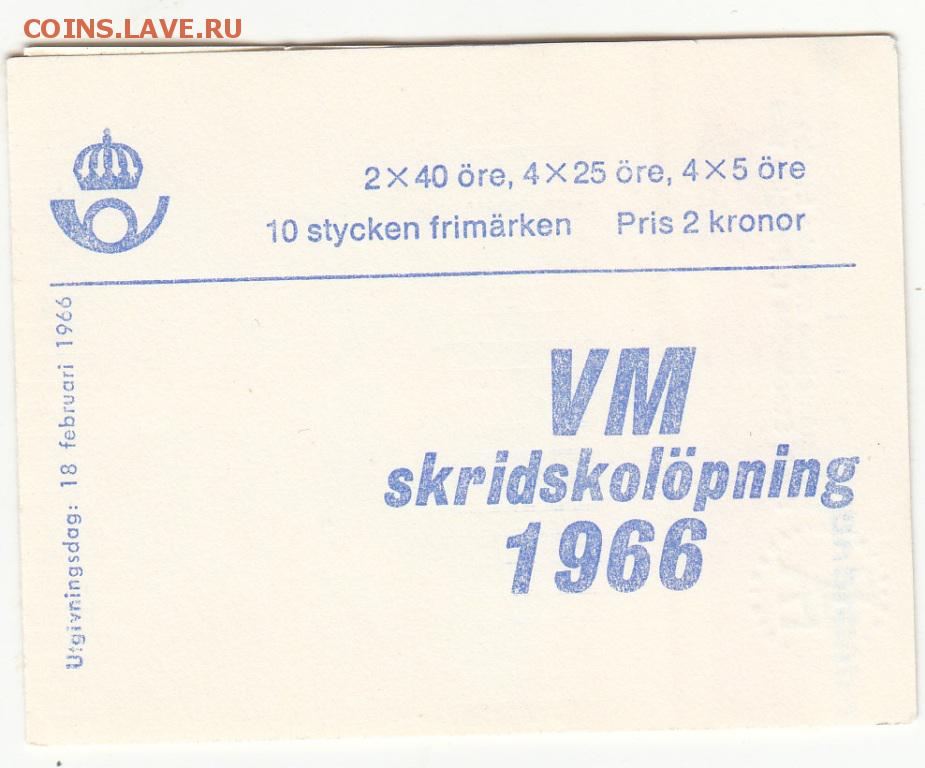 COINS.LAVE.RU
2×40 öre, 4×25 öre, 4×5 öre
10 stycken frimärken Pris 2 kronor
Utgivningsdag: 18 februari 1966
VM
skridskolöpning
1966